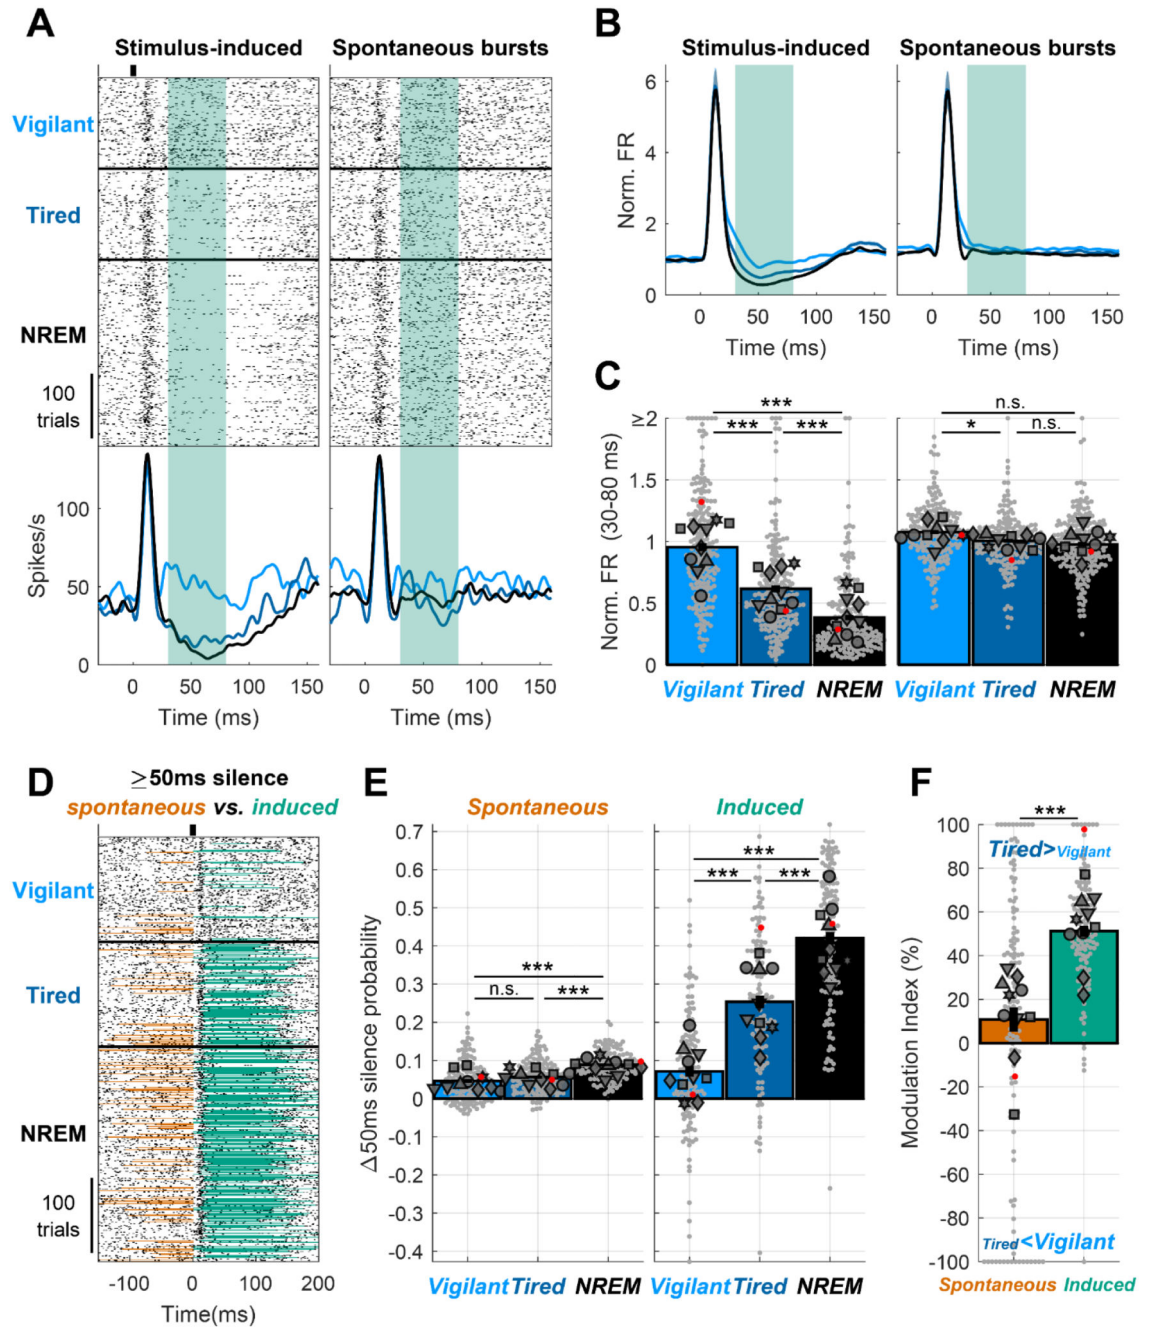 A
Stimulus-induced
Spontaneous bursts
Vigilant
Tired
NREM
100
trials
Spikes/s
100
50
0
0 50 100 150
0 50 100 150
Time (ms)
Time (ms)
B
Stimulus-induced
Spontaneous bursts
Norm. FR
6
4
2
0
0 50 100 150
0 50 100 150
Time (ms)
Time (ms)
C
Norm. FR (30-80 ms)
≥2
1.5
1
0.5
0
***
*** ***
n.s.
* n.s.
Vigilant Tired NREM
Vigilant Tired NREM
D
≥50ms silence
spontaneous vs. induced
Vigilant
Tired
NREM
100
trials
-100 0 100 200
Time(ms)
E
Spontaneous
Induced
Δ50ms silence probability
0.7
0.6
0.5
0.4
0.3
0.2
0.1
0
-0.1
-0.2
-0.3
-0.4
***
n.s. ***
***
*** ***
Vigilant Tired NREM
Vigilant Tired NREM
F
***
Modulation Index (%)
100
80
60
40
20
0
-20
-40
-60
-80
-100
Tired>Vigilant
Tired<Vigilant
Spontaneous Induced